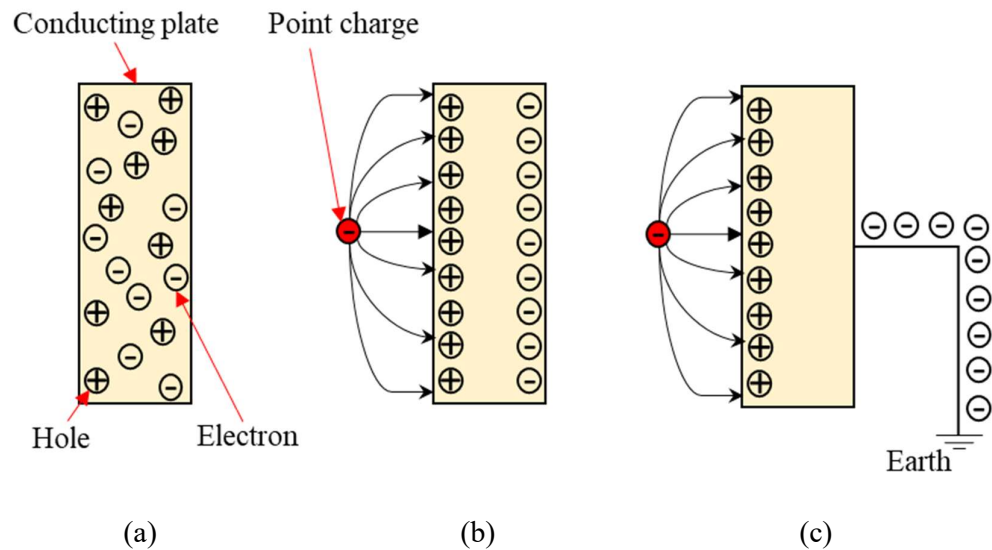 Conducting plate
Point charge
Hole
Electron
Earth
(a)
(b)
(c)